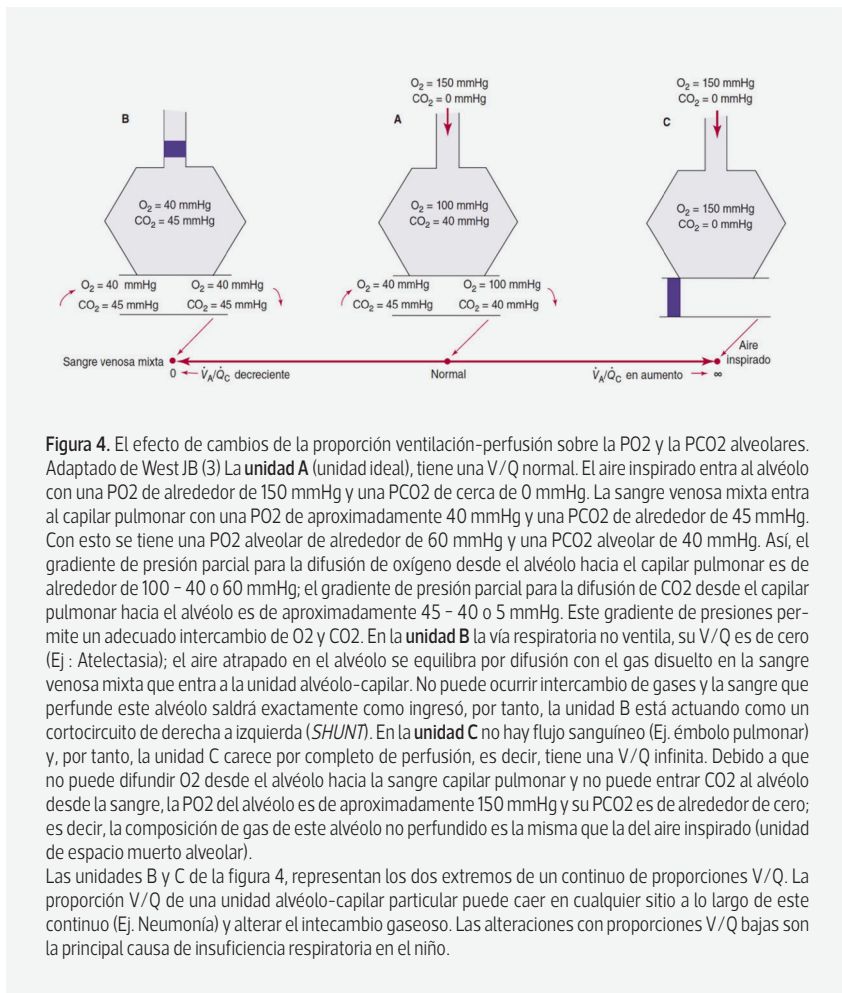 O₂ = 150 mmHg
CO₂ = 0 mmHg
O₂ = 150 mmHg
CO₂ = 0 mmHg
B
A
C
O₂ = 40 mmHg
CO₂ = 45 mmHg
O₂ = 100 mmHg
CO₂ = 40 mmHg
O₂ = 150 mmHg
CO₂ = 0 mmHg
O₂ = 40 mmHg O₂ = 40 mmHg
CO₂ = 45 mmHg CO₂ = 45 mmHg
O₂ = 40 mmHg O₂ = 100 mmHg
CO₂ = 45 mmHg CO₂ = 40 mmHg
Aire
inspirado
Sangre venosa mixta
0 ← V̇A/Q̇C decreciente
Normal
V̇A/Q̇C en aumento → ∞
Figura 4. El efecto de cambios de la proporción ventilación-perfusión sobre la PO2 y la PCO2 alveolares.
Adaptado de West JB (3) La unidad A (unidad ideal), tiene una V/Q normal. El aire inspirado entra al alvéolo
con una PO2 de alrededor de 150 mmHg y una PCO2 de cerca de 0 mmHg. La sangre venosa mixta entra
al capilar pulmonar con una PO2 de aproximadamente 40 mmHg y una PCO2 de alrededor de 45 mmHg.
Con esto se tiene una PO2 alveolar de alrededor de 60 mmHg y una PCO2 alveolar de 40 mmHg. Así, el
gradiente de presión parcial para la difusión de oxígeno desde el alvéolo hacia el capilar pulmonar es de
alrededor de 100 – 40 o 60 mmHg; el gradiente de presión parcial para la difusión de CO2 desde el capilar
pulmonar hacia el alvéolo es de aproximadamente 45 – 40 o 5 mmHg. Este gradiente de presiones per-
mite un adecuado intercambio de O2 y CO2. En la unidad B la vía respiratoria no ventila, su V/Q es de cero
(Ej : Atelectasia); el aire atrapado en el alvéolo se equilibra por difusión con el gas disuelto en la sangre
venosa mixta que entra a la unidad alvéolo-capilar. No puede ocurrir intercambio de gases y la sangre que
perfunde este alvéolo saldrá exactamente como ingresó, por tanto, la unidad B está actuando como un
cortocircuito de derecha a izquierda (SHUNT). En la unidad C no hay flujo sanguíneo (Ej. émbolo pulmonar)
y, por tanto, la unidad C carece por completo de perfusión, es decir, tiene una V/Q infinita. Debido a que
no puede difundir O2 desde el alvéolo hacia la sangre capilar pulmonar y no puede entrar CO2 al alvéolo
desde la sangre, la PO2 del alvéolo es de aproximadamente 150 mmHg y su PCO2 es de alrededor de cero;
es decir, la composición de gas de este alvéolo no perfundido es la misma que la del aire inspirado (unidad
de espacio muerto alveolar).
Las unidades B y C de la figura 4, representan los dos extremos de un continuo de proporciones V/Q. La
proporción V/Q de una unidad alvéolo-capilar particular puede caer en cualquier sitio a lo largo de este
continuo (Ej. Neumonía) y alterar el intecambio gaseoso. Las alteraciones con proporciones V/Q bajas son
la principal causa de insuficiencia respiratoria en el niño.